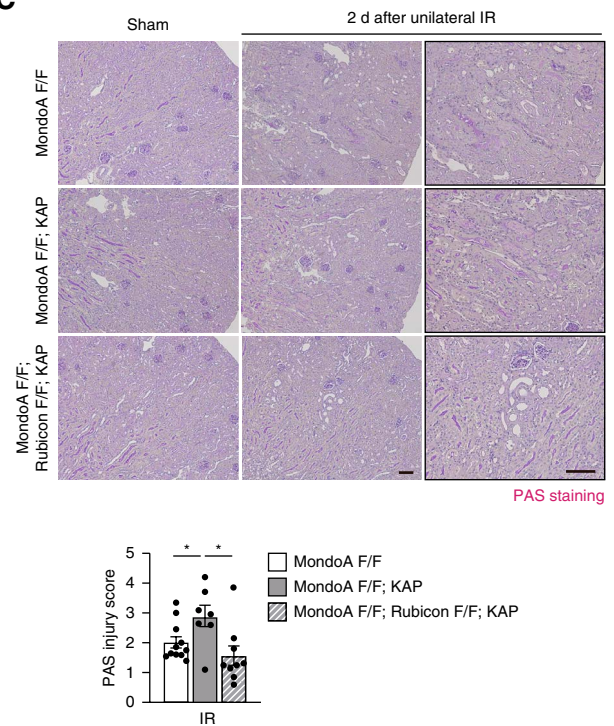 C
Sham
2 d after unilateral IR
MondoA F/F
MondoA F/F; KAP
MondoA F/F;
Rubicon F/F; KAP
PAS staining
5
4
3
2
1
0
PAS injury score
* *
IR
MondoA F/F
MondoA F/F; KAP
MondoA F/F; Rubicon F/F; KAP